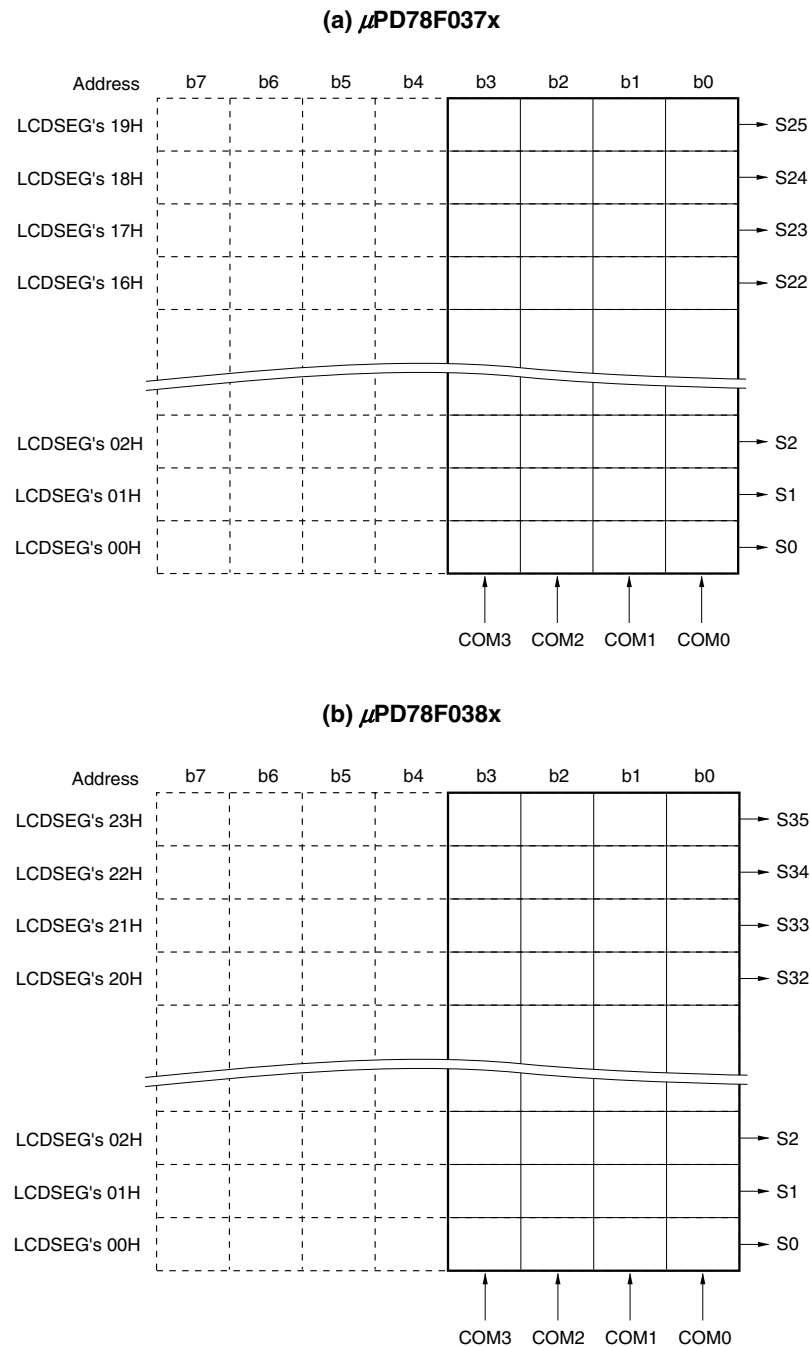 (a) μPD78F037x
Address b7 b6 b5 b4 b3 b2 b1 b0
LCDSEG's 19H S25
LCDSEG's 18H S24
LCDSEG's 17H S23
LCDSEG's 16H S22
LCDSEG's 02H S2
LCDSEG's 01H S1
LCDSEG's 00H S0
COM3 COM2 COM1 COM0
(b) μPD78F038x
Address b7 b6 b5 b4 b3 b2 b1 b0
LCDSEG's 23H S35
LCDSEG's 22H S34
LCDSEG's 21H S33
LCDSEG's 20H S32
LCDSEG's 02H S2
LCDSEG's 01H S1
LCDSEG's 00H S0
COM3 COM2 COM1 COM0